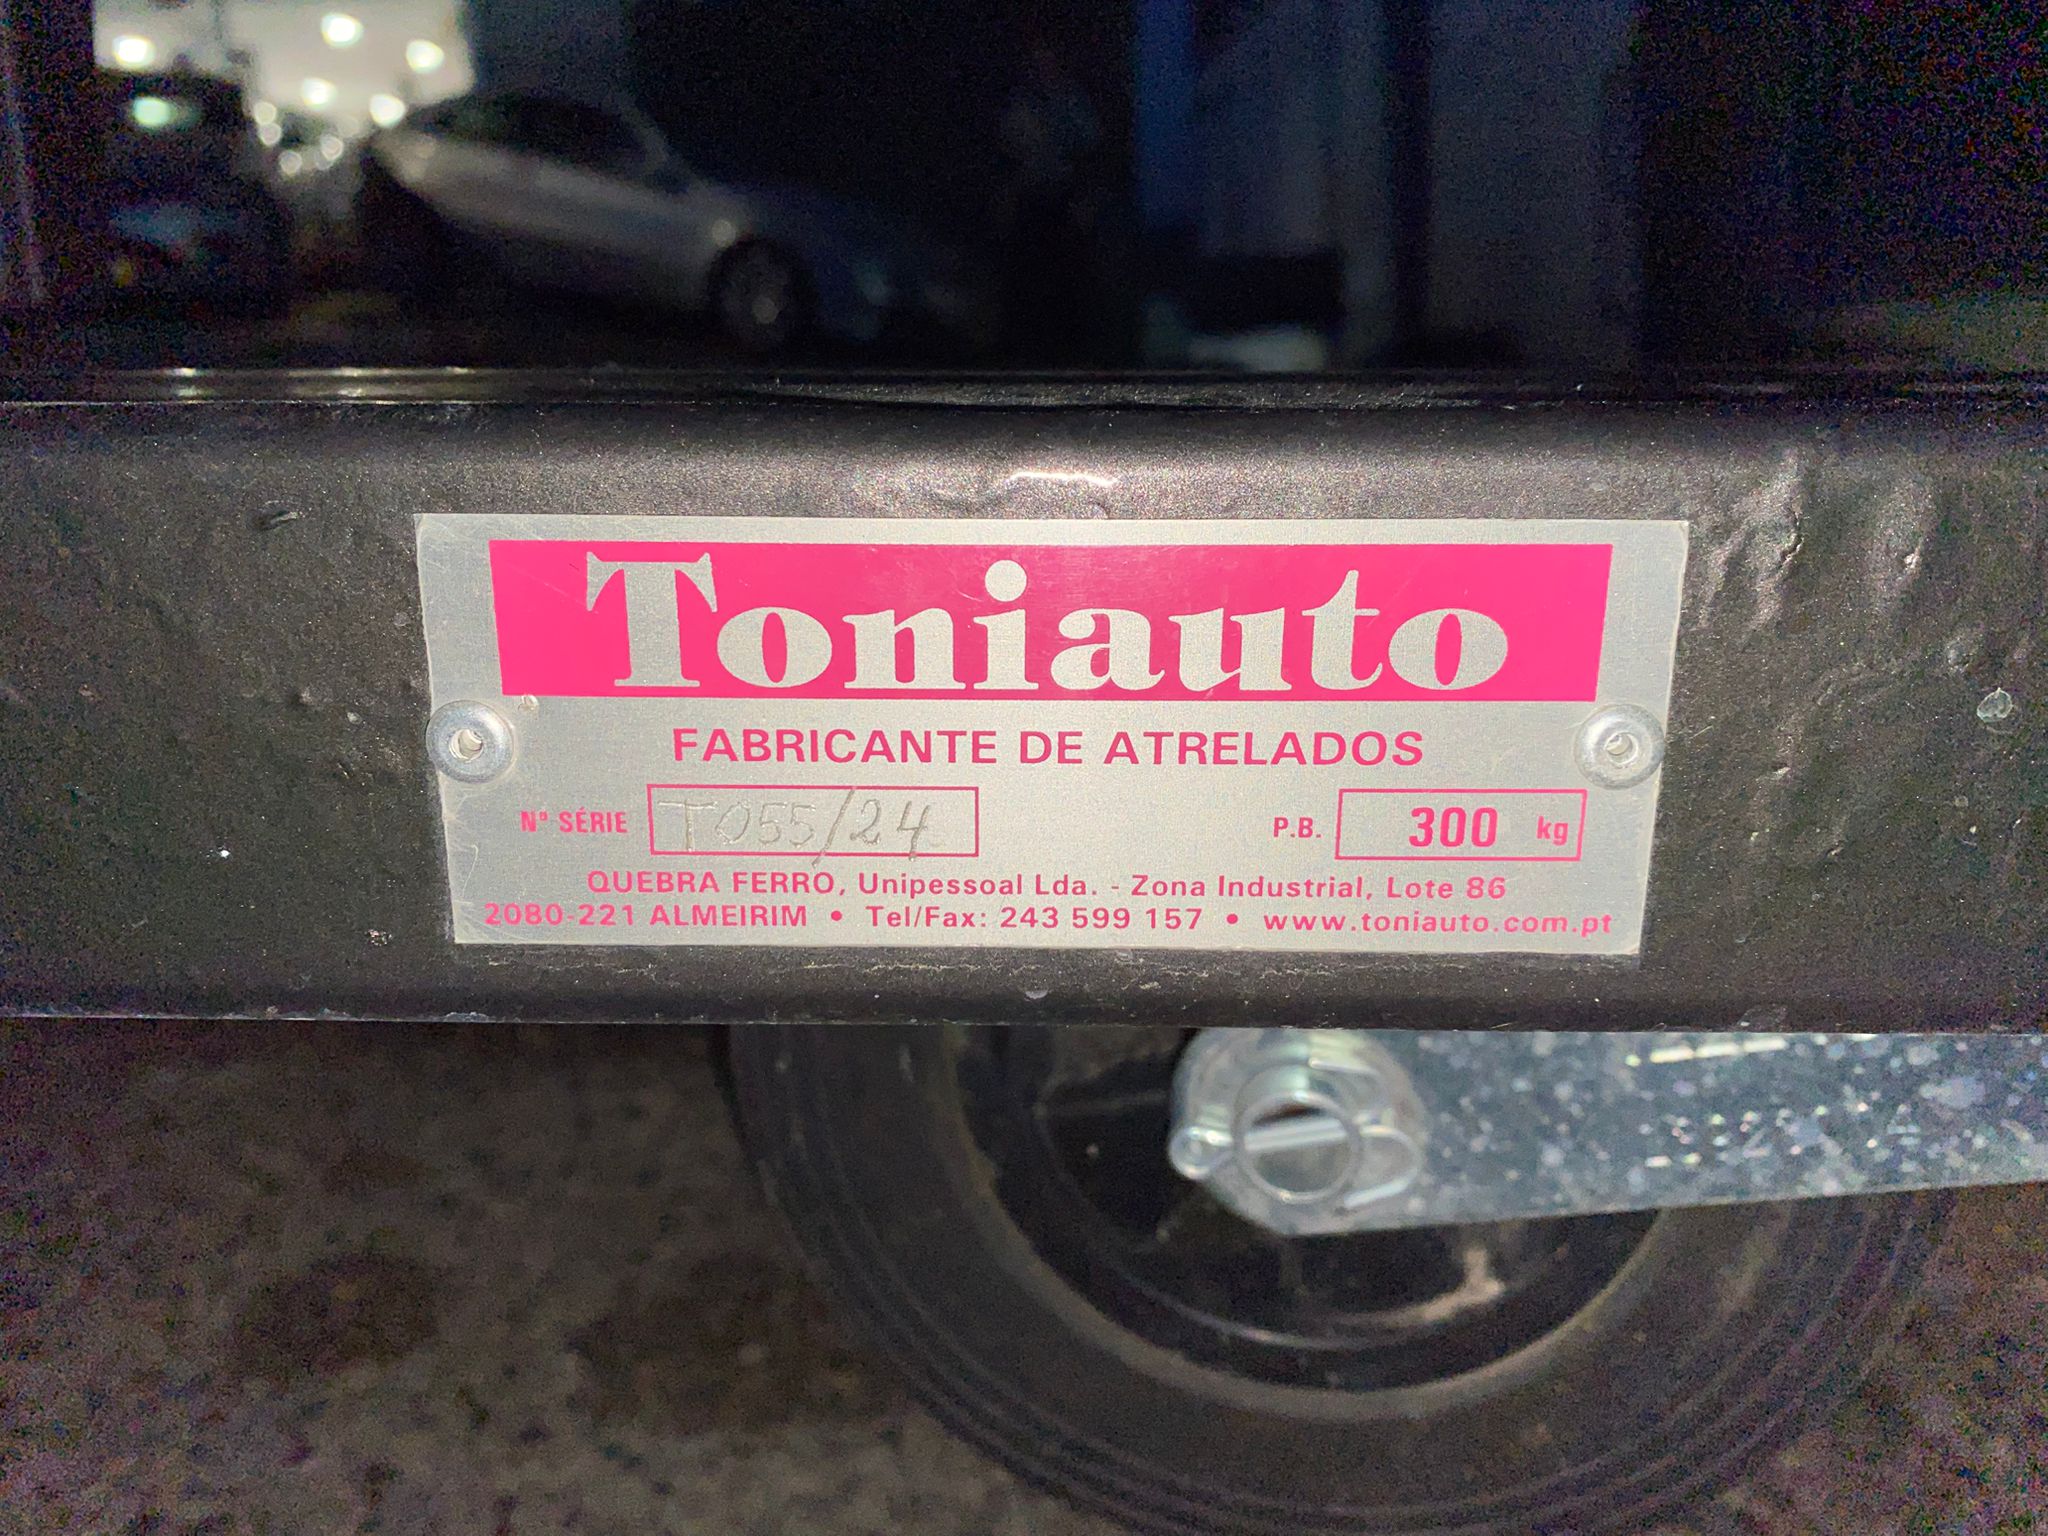 Toniauto
FABRICANTE DE ATRELADOS
Nº SÉRIE T055/24 P.B. 300 kg
QUEBRA FERRO, Unipessoal Lda. - Zona Industrial, Lote 86
2080-221 ALMEIRIM • Tel/Fax: 243 599 157 • www.toniauto.com.pt